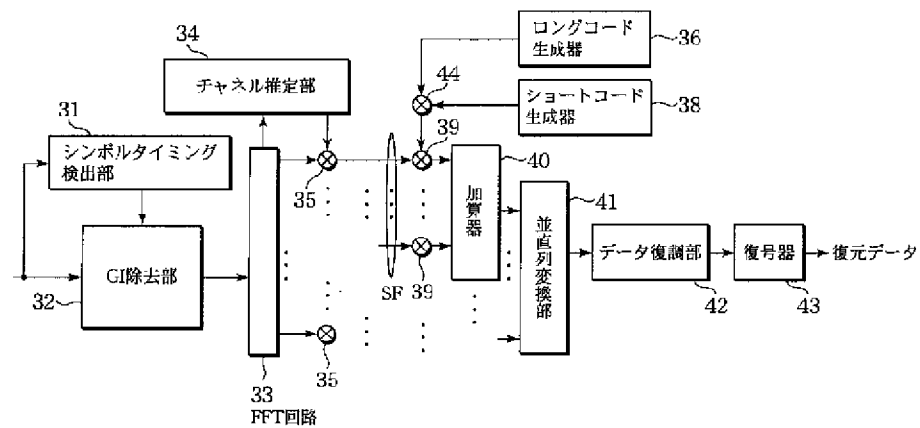 ロングコード
生成器
36
34
チャネル推定部
44
ショートコード
生成器
38
31
シンボルタイミング
検出部
35
39
40
加算器
41
並直列変換部
GI除去部
32
SF
39
データ復調部
42
復号器
43
復元データ
35
33
FFT回路